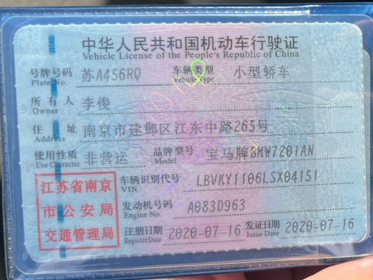 中华人民共和国机动车行驶证
Vehicle License of the People's Republic of China
号牌号码 苏A456RQ 车辆类型 小型轿车
Plate No. Vehicle Type
所有人 李俊
Owner
住址 南京市建邺区江东中路265号
Address
使用性质 非营运 品牌型号 宝马牌BMW7201AN
Use Character Model
江苏省南京市公安局交通管理局
车辆识别代号 LBVKY1106LSX04151
VIN
发动机号码 A083D963
Engine No.
注册日期 2020-07-16 发证日期 2020-07-16
Register Date Issue Date